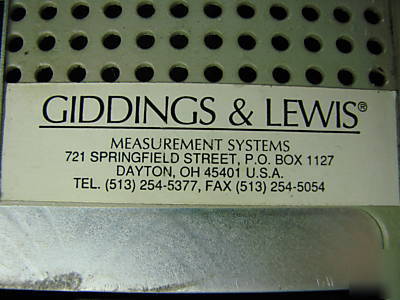 GIDDINGS & LEWIS®
MEASUREMENT SYSTEMS
721 SPRINGFIELD STREET, P.O. BOX 1127
DAYTON, OH 45401 U.S.A.
TEL. (513) 254-5377, FAX (513) 254-5054